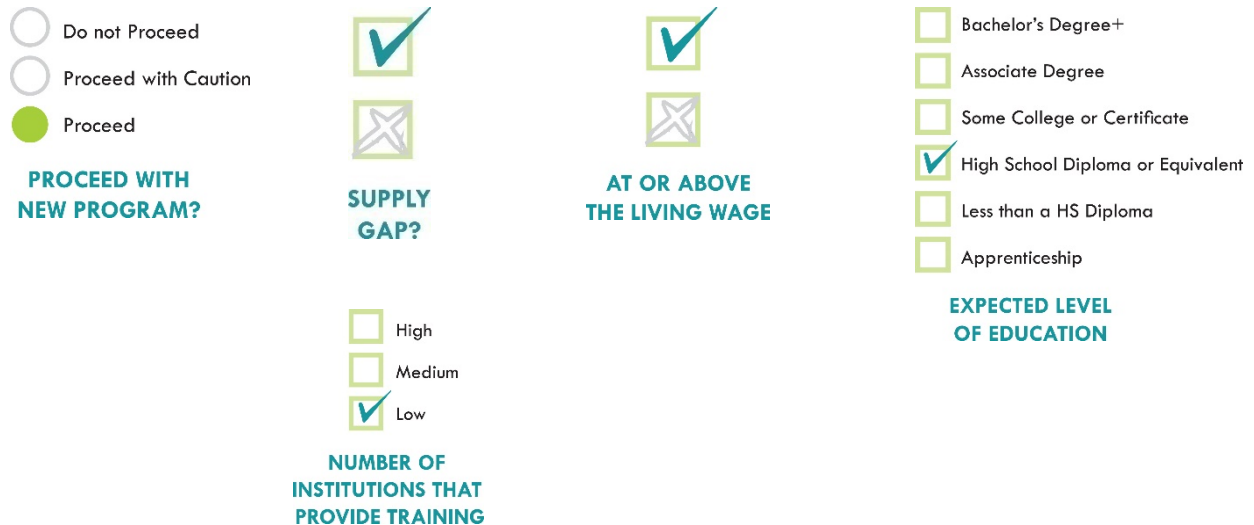 Do not Proceed
Proceed with Caution
Proceed
PROCEED WITH
NEW PROGRAM?
SUPPLY
GAP?
AT OR ABOVE
THE LIVING WAGE
Bachelor's Degree+
Associate Degree
Some College or Certificate
High School Diploma or Equivalent
Less than a HS Diploma
Apprenticeship
EXPECTED LEVEL
OF EDUCATION
High
Medium
Low
NUMBER OF
INSTITUTIONS THAT
PROVIDE TRAINING